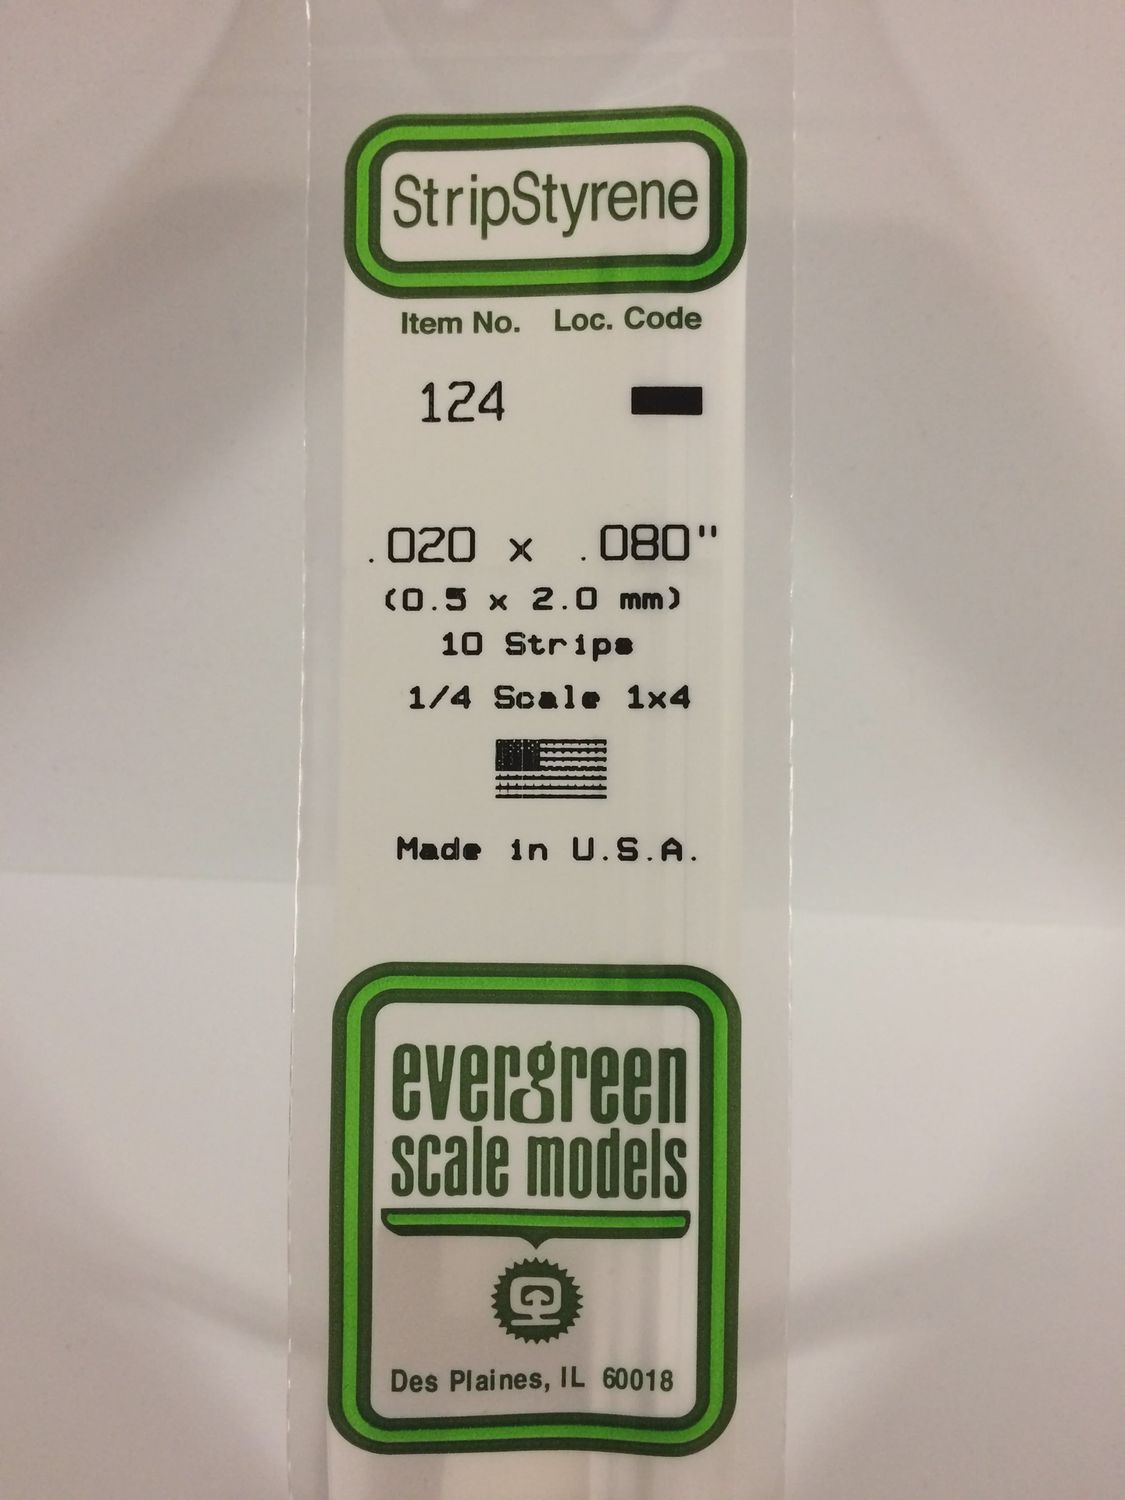 StripStyrene
Item No. Loc. Code
124
.020 x .080"
(0.5 x 2.0 mm)
10 Strips
1/4 Scale 1x4
Made in U.S.A.
evergreen
scale models
Des Plaines, IL 60018